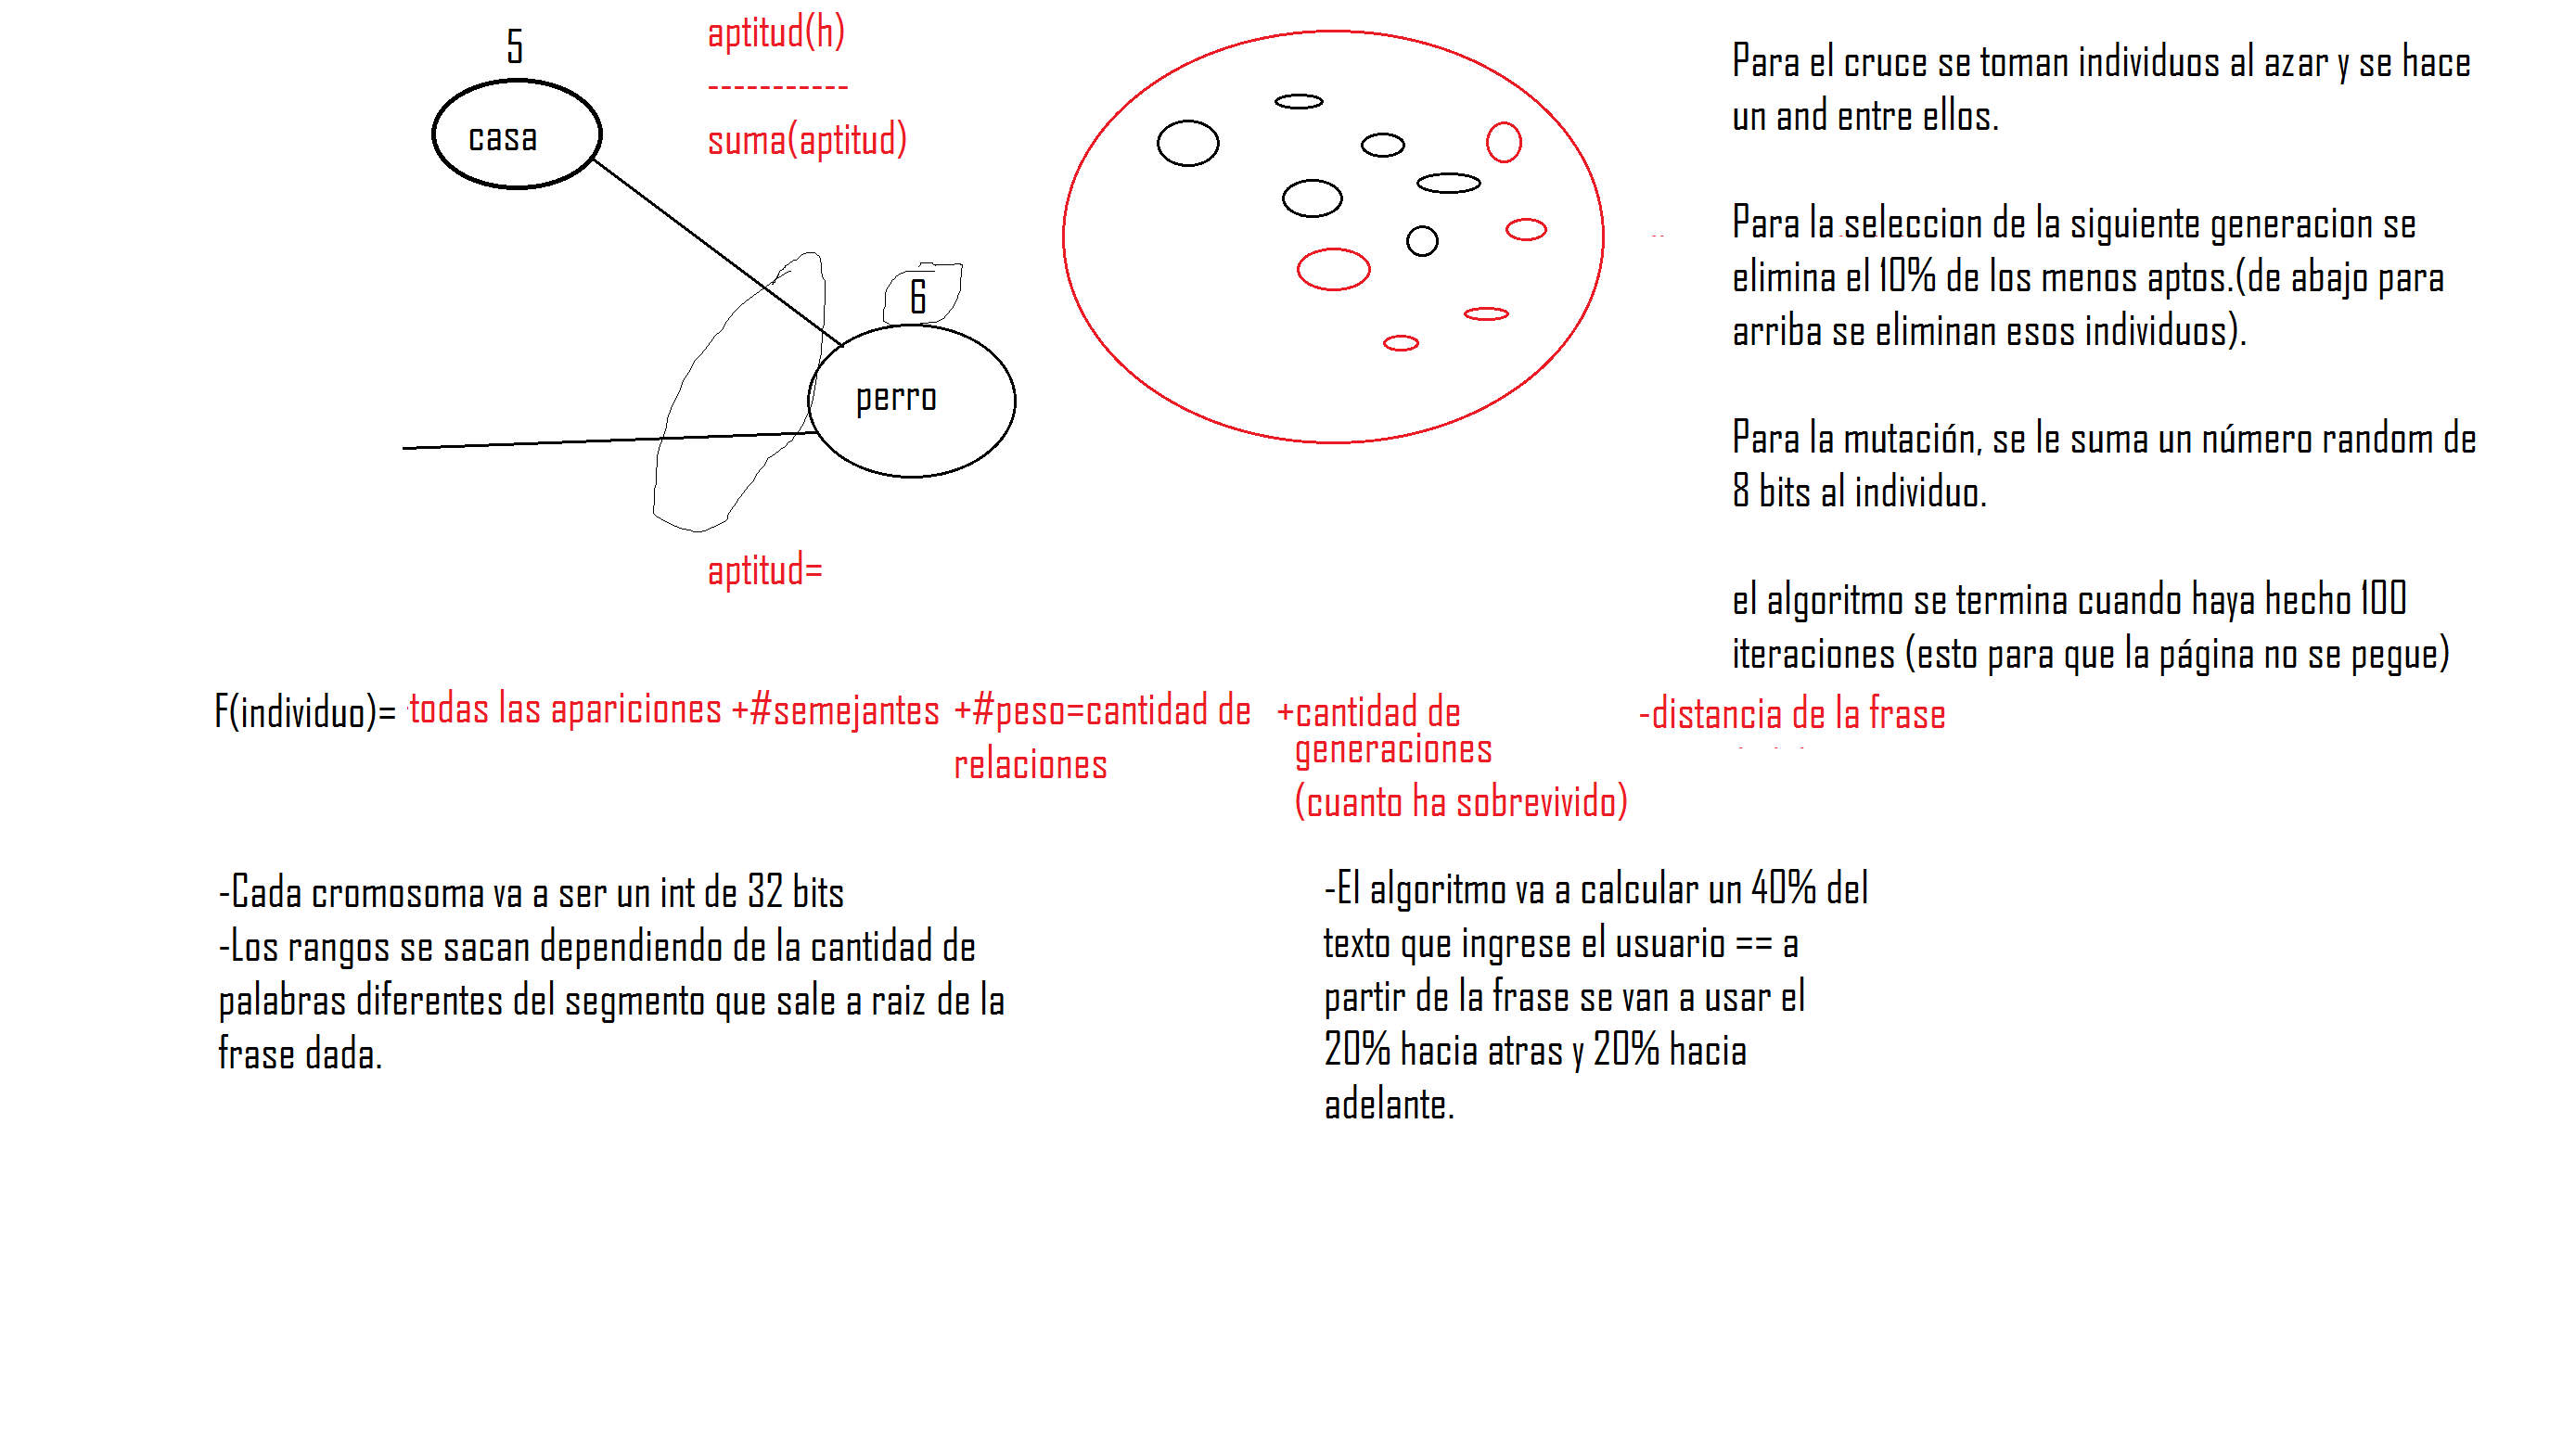 5
casa
aptitud(h)
-----------
suma(aptitud)
6
perro
aptitud=
Para el cruce se toman individuos al azar y se hace
un and entre ellos.
Para la seleccion de la siguiente generacion se
elimina el 10% de los menos aptos.(de abajo para
arriba se eliminan esos individuos).
Para la mutación, se le suma un número random de
8 bits al individuo.
el algoritmo se termina cuando haya hecho 100
iteraciones (esto para que la página no se pegue)
F(individuo)= todas las apariciones +#semejantes +#peso=cantidad de
relaciones
+cantidad de
generaciones
(cuanto ha sobrevivido)
-distancia de la frase
-Cada cromosoma va a ser un int de 32 bits
-Los rangos se sacan dependiendo de la cantidad de
palabras diferentes del segmento que sale a raiz de la
frase dada.
-El algoritmo va a calcular un 40% del
texto que ingrese el usuario == a
partir de la frase se van a usar el
20% hacia atras y 20% hacia
adelante.